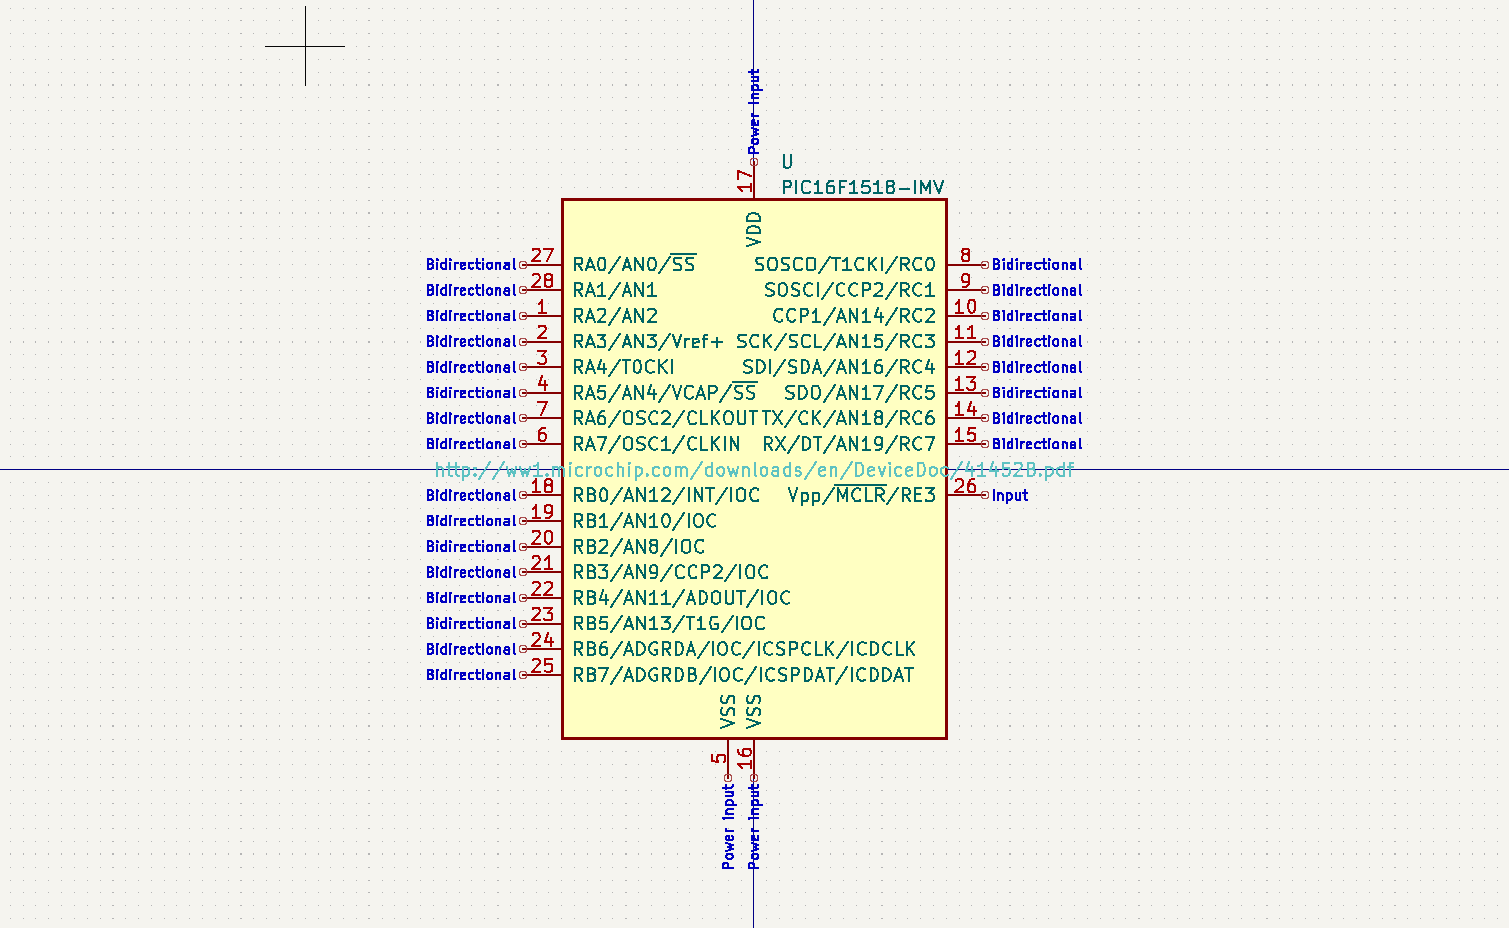 Power Input
17
U
PIC16F1518-IMV
VDD
Bidirectional 27 RA0/AN0/SS SOSCO/T1CKI/RC0 8 Bidirectional
Bidirectional 28 RA1/AN1 SOSCI/CCP2/RC1 9 Bidirectional
Bidirectional 1 RA2/AN2 CCP1/AN14/RC2 10 Bidirectional
Bidirectional 2 RA3/AN3/Vref+ SCK/SCL/AN15/RC3 11 Bidirectional
Bidirectional 3 RA4/T0CKI SDI/SDA/AN16/RC4 12 Bidirectional
Bidirectional 4 RA5/AN4/VCAP/SS SDO/AN17/RC5 13 Bidirectional
Bidirectional 7 RA6/OSC2/CLKOUT TX/CK/AN18/RC6 14 Bidirectional
Bidirectional 6 RA7/OSC1/CLKIN RX/DT/AN19/RC7 15 Bidirectional
http://ww1.microchip.com/downloads/en/DeviceDoc/41452B.pdf
Bidirectional 18 RB0/AN12/INT/IOC Vpp/MCLR/RE3 26 Input
Bidirectional 19 RB1/AN10/IOC
Bidirectional 20 RB2/AN8/IOC
Bidirectional 21 RB3/AN9/CCP2/IOC
Bidirectional 22 RB4/AN11/ADOUT/IOC
Bidirectional 23 RB5/AN13/T1G/IOC
Bidirectional 24 RB6/ADGRDA/IOC/ICSPCLK/ICDCLK
Bidirectional 25 RB7/ADGRDB/IOC/ICSPDAT/ICDDAT
VSS VSS
5 16
Power Input Power Input